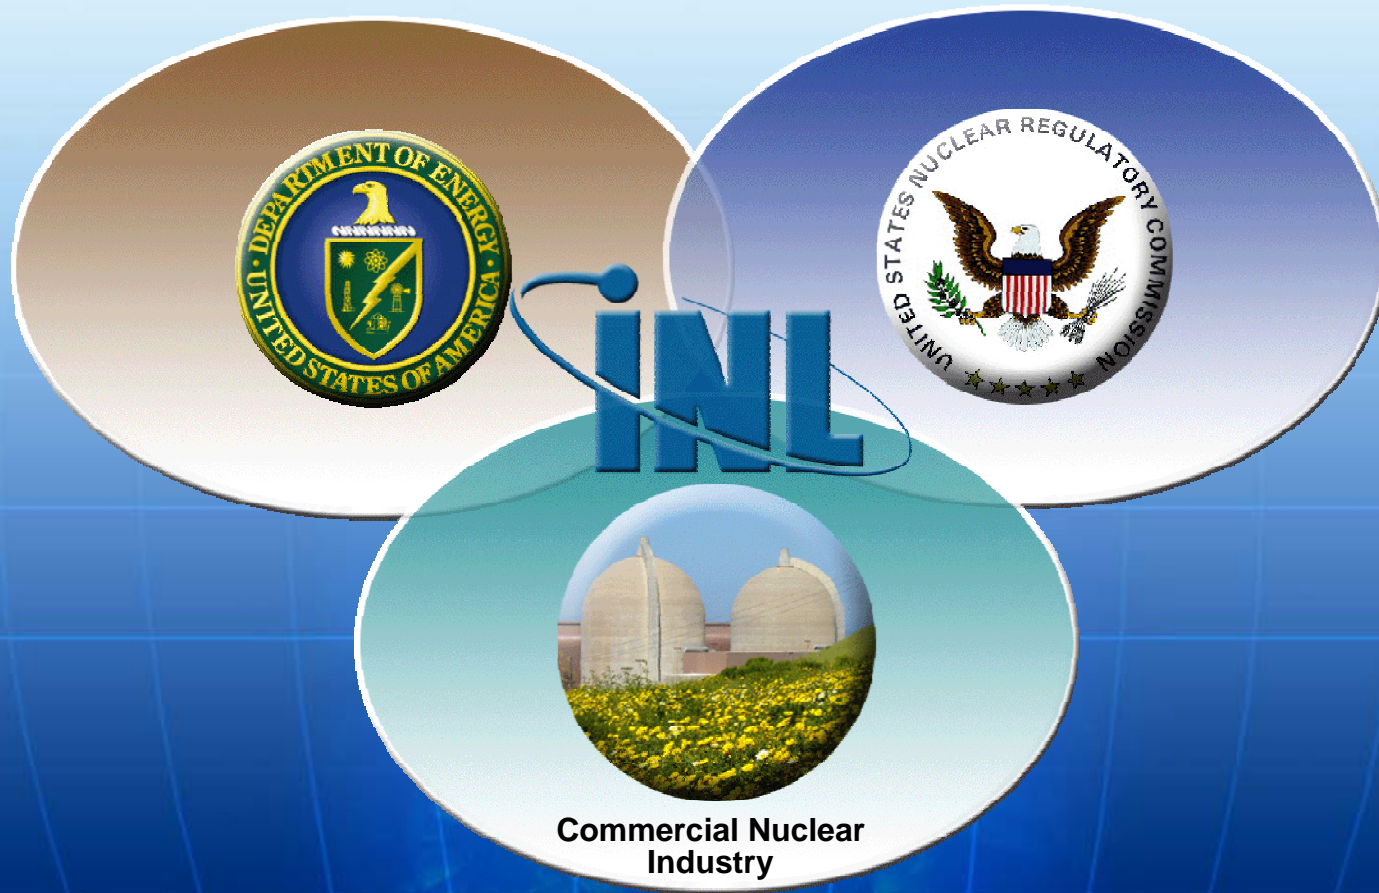 DEPARTMENT OF ENERGY
UNITED STATES OF AMERICA
UNITED STATES NUCLEAR REGULATORY COMMISSION
INL
Commercial Nuclear
Industry